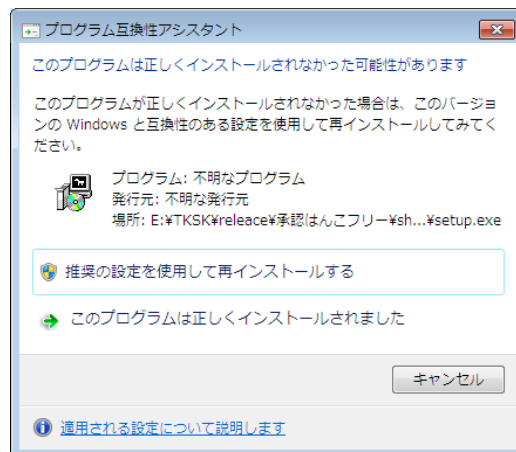 プログラム互換性アシスタント
このプログラムは正しくインストールされなかった可能性があります
このプログラムが正しくインストールされなかった場合は、このバージョ
ンの Windows と互換性のある設定を使用して再インストールしてみてく
ださい。
プログラム: 不明なプログラム
発行元: 不明な発行元
場所: E:¥TKSK¥releace¥承認はんこフリー¥sh...¥setup.exe
推奨の設定を使用して再インストールする
このプログラムは正しくインストールされました
キャンセル
適用される設定について説明します